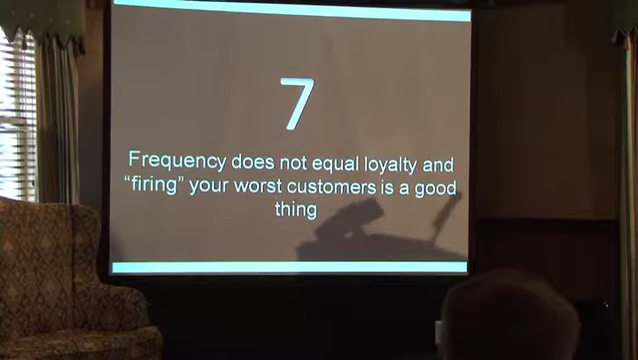 7
Frequency does not equal loyalty and
“firing” your worst customers is a good
thing